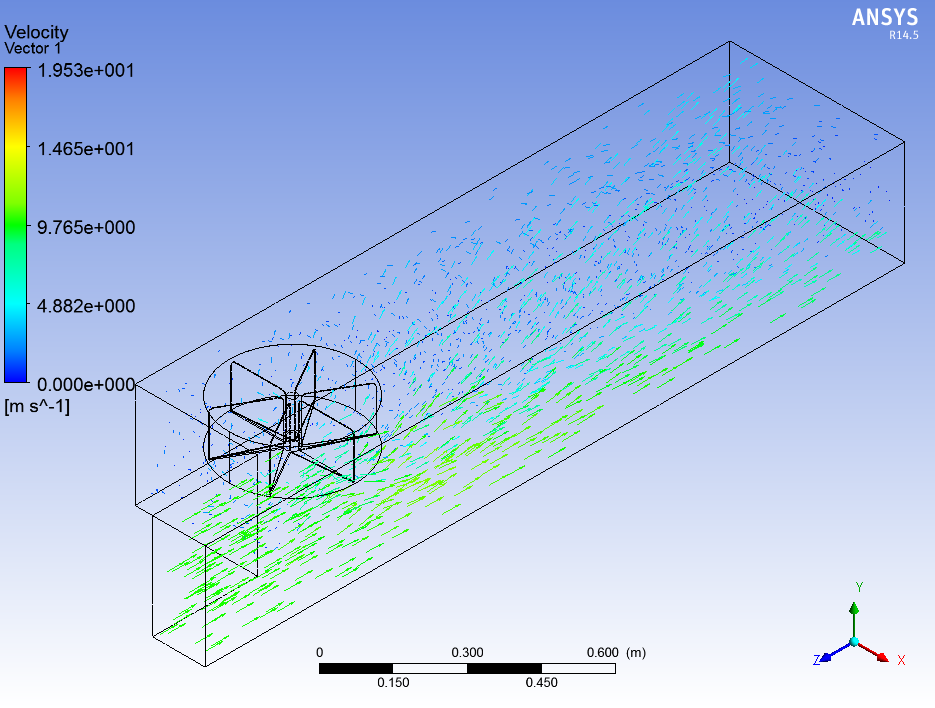 ANSYS
R14.5
Velocity
Vector 1
1.953e+001
1.465e+001
9.765e+000
4.882e+000
0.000e+000
[m s^-1]
0 0.300 0.600 (m)
0.150 0.450
Y
Z X